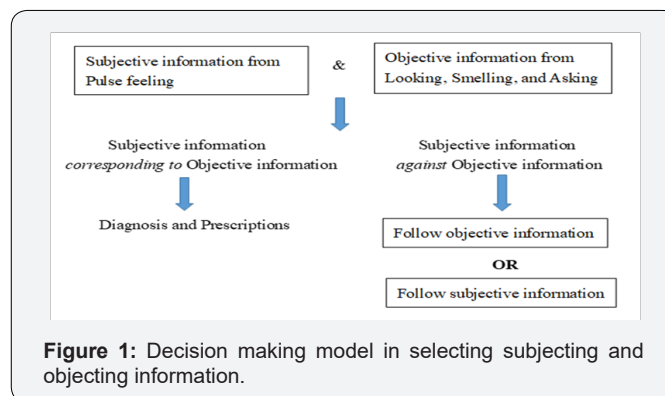 Subjective information from
Pulse feeling
&
Objective information from
Looking, Smelling, and Asking
Subjective information
corresponding to Objective information
Subjective information
against Objective information
Diagnosis and Prescriptions
Follow objective information
OR
Follow subjective information
Figure 1: Decision making model in selecting subjecting and
objecting information.